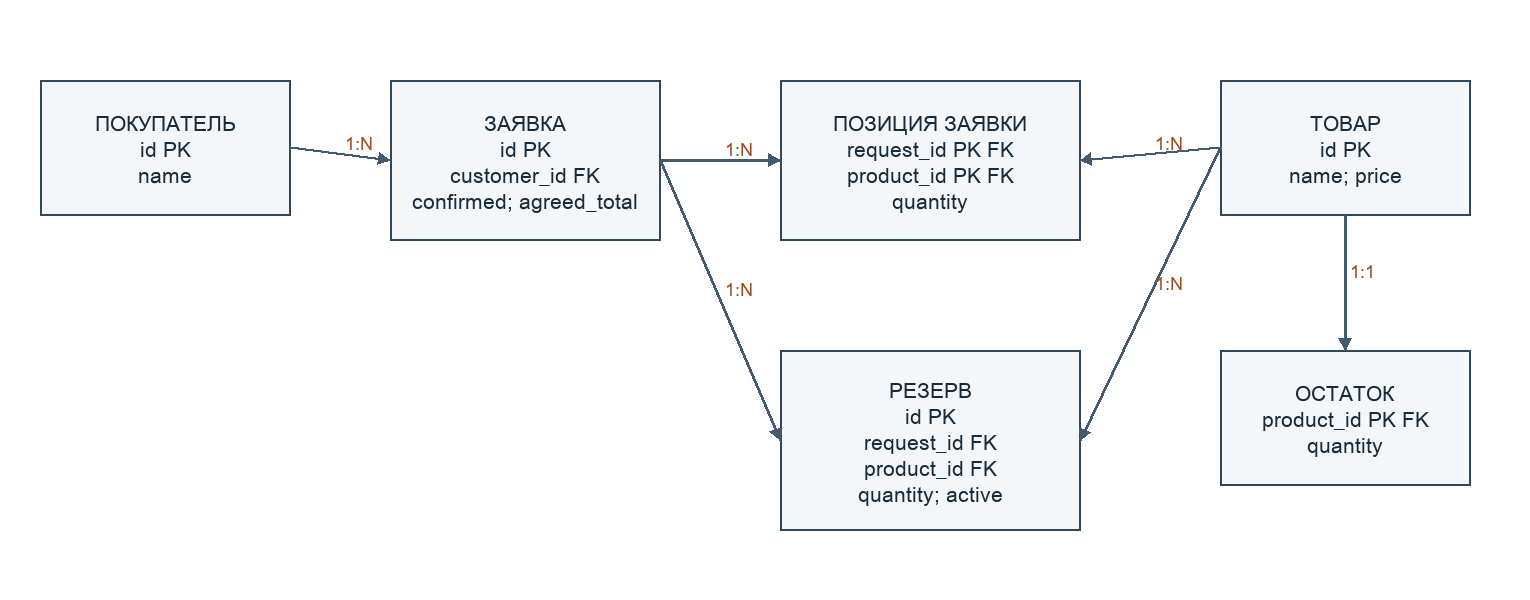 ПОКУПАТЕЛЬ
id PK
name
1:N
ЗАЯВКА
id PK
customer_id FK
confirmed; agreed_total
1:N
ПОЗИЦИЯ ЗАЯВКИ
request_id PK FK
product_id PK FK
quantity
1:N
ТОВАР
id PK
name; price
1:N
1:N
1:1
РЕЗЕРВ
id PK
request_id FK
product_id FK
quantity; active
ОСТАТОК
product_id PK FK
quantity